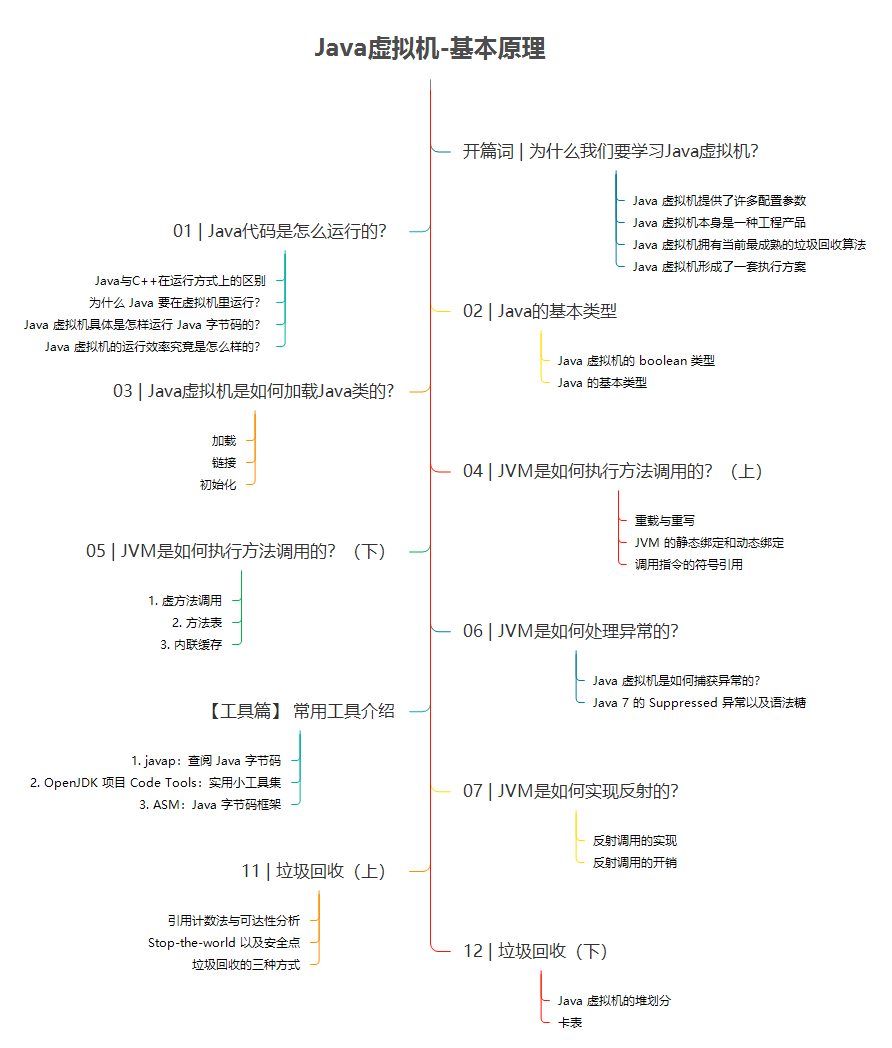 Java虚拟机-基本原理
开篇词 | 为什么我们要学习Java虚拟机？
Java 虚拟机提供了许多配置参数
Java 虚拟机本身是一种工程产品
Java 虚拟机拥有当前最成熟的垃圾回收算法
Java 虚拟机形成了一套执行方案
01 | Java代码是怎么运行的？
Java与C++在运行方式上的区别
为什么 Java 要在虚拟机里运行？
Java 虚拟机具体是怎样运行 Java 字节码的？
Java 虚拟机的运行效率究竟是怎么样的？
02 | Java的基本类型
Java 虚拟机的 boolean 类型
Java 的基本类型
03 | Java虚拟机是如何加载Java类的？
加载
链接
初始化
04 | JVM是如何执行方法调用的？（上）
重载与重写
JVM 的静态绑定和动态绑定
调用指令的符号引用
05 | JVM是如何执行方法调用的？（下）
1. 虚方法调用
2. 方法表
3. 内联缓存
06 | JVM是如何处理异常的？
Java 虚拟机是如何捕获异常的？
Java 7 的 Suppressed 异常以及语法糖
【工具篇】 常用工具介绍
1. javap：查阅 Java 字节码
2. OpenJDK 项目 Code Tools：实用小工具集
3. ASM：Java 字节码框架
07 | JVM是如何实现反射的？
反射调用的实现
反射调用的开销
11 | 垃圾回收（上）
引用计数法与可达性分析
Stop-the-world 以及安全点
垃圾回收的三种方式
12 | 垃圾回收（下）
Java 虚拟机的堆划分
卡表